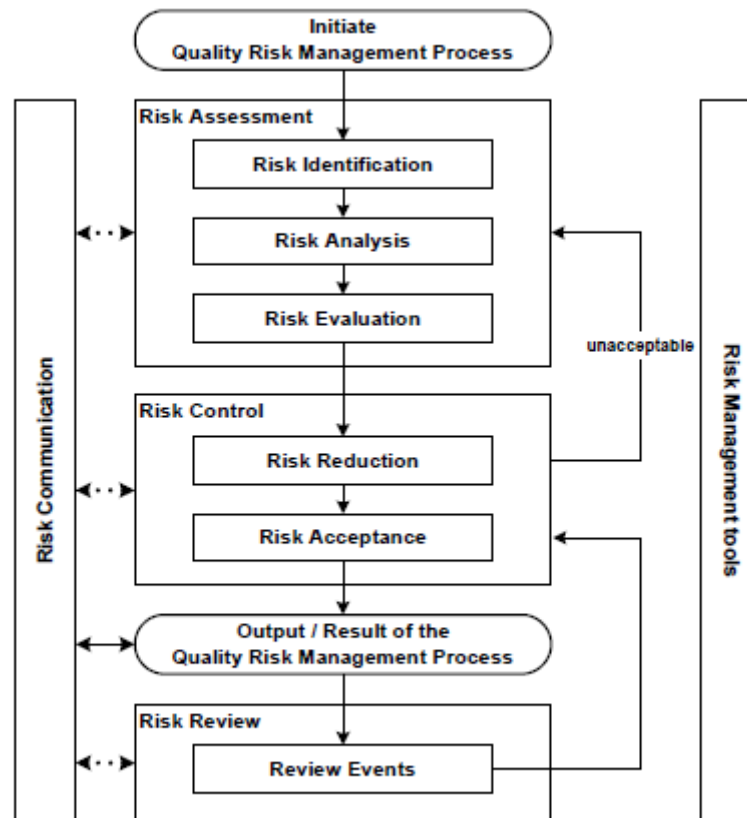 Initiate
Quality Risk Management Process
Risk Assessment
Risk Identification
Risk Analysis
Risk Evaluation
unacceptable
Risk Communication
Risk Management tools
Risk Control
Risk Reduction
Risk Acceptance
Output / Result of the
Quality Risk Management Process
Risk Review
Review Events